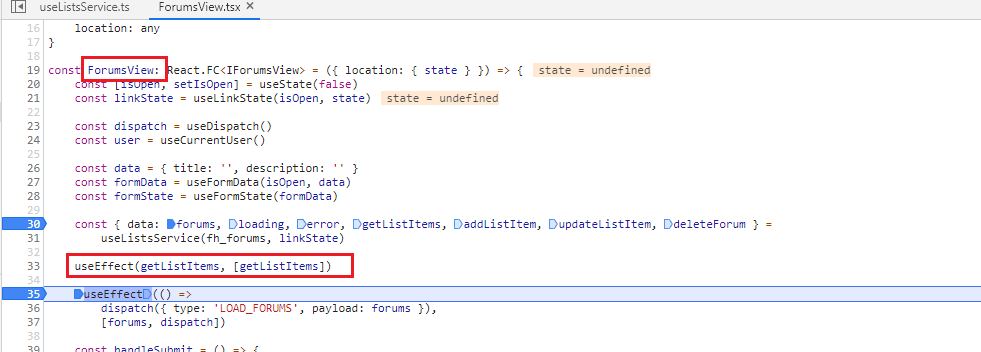 useListsService.ts ForumsView.tsx ×
16 location: any
17 }
18
19 const ForumsView: React.FC<IForumsView> = ({ location: { state } }) => { state = undefined
20 const [isOpen, setIsOpen] = useState(false)
21 const linkState = useLinkState(isOpen, state) state = undefined
22
23 const dispatch = useDispatch()
24 const user = useCurrentUser()
25
26 const data = { title: '', description: '' }
27 const formData = useFormData(isOpen, data)
28 const formState = useFormState(formData)
29
30 const { data: forums, loading, error, getListItems, addListItem, updateListItem, deleteForum } =
31 useListsService(fh_forums, linkState)
32
33 useEffect(getListItems, [getListItems])
34
35 useEffect(() =>
36 dispatch({ type: 'LOAD_FORUMS', payload: forums }),
37 [forums, dispatch])
38
39 const handleSubmit = () => {